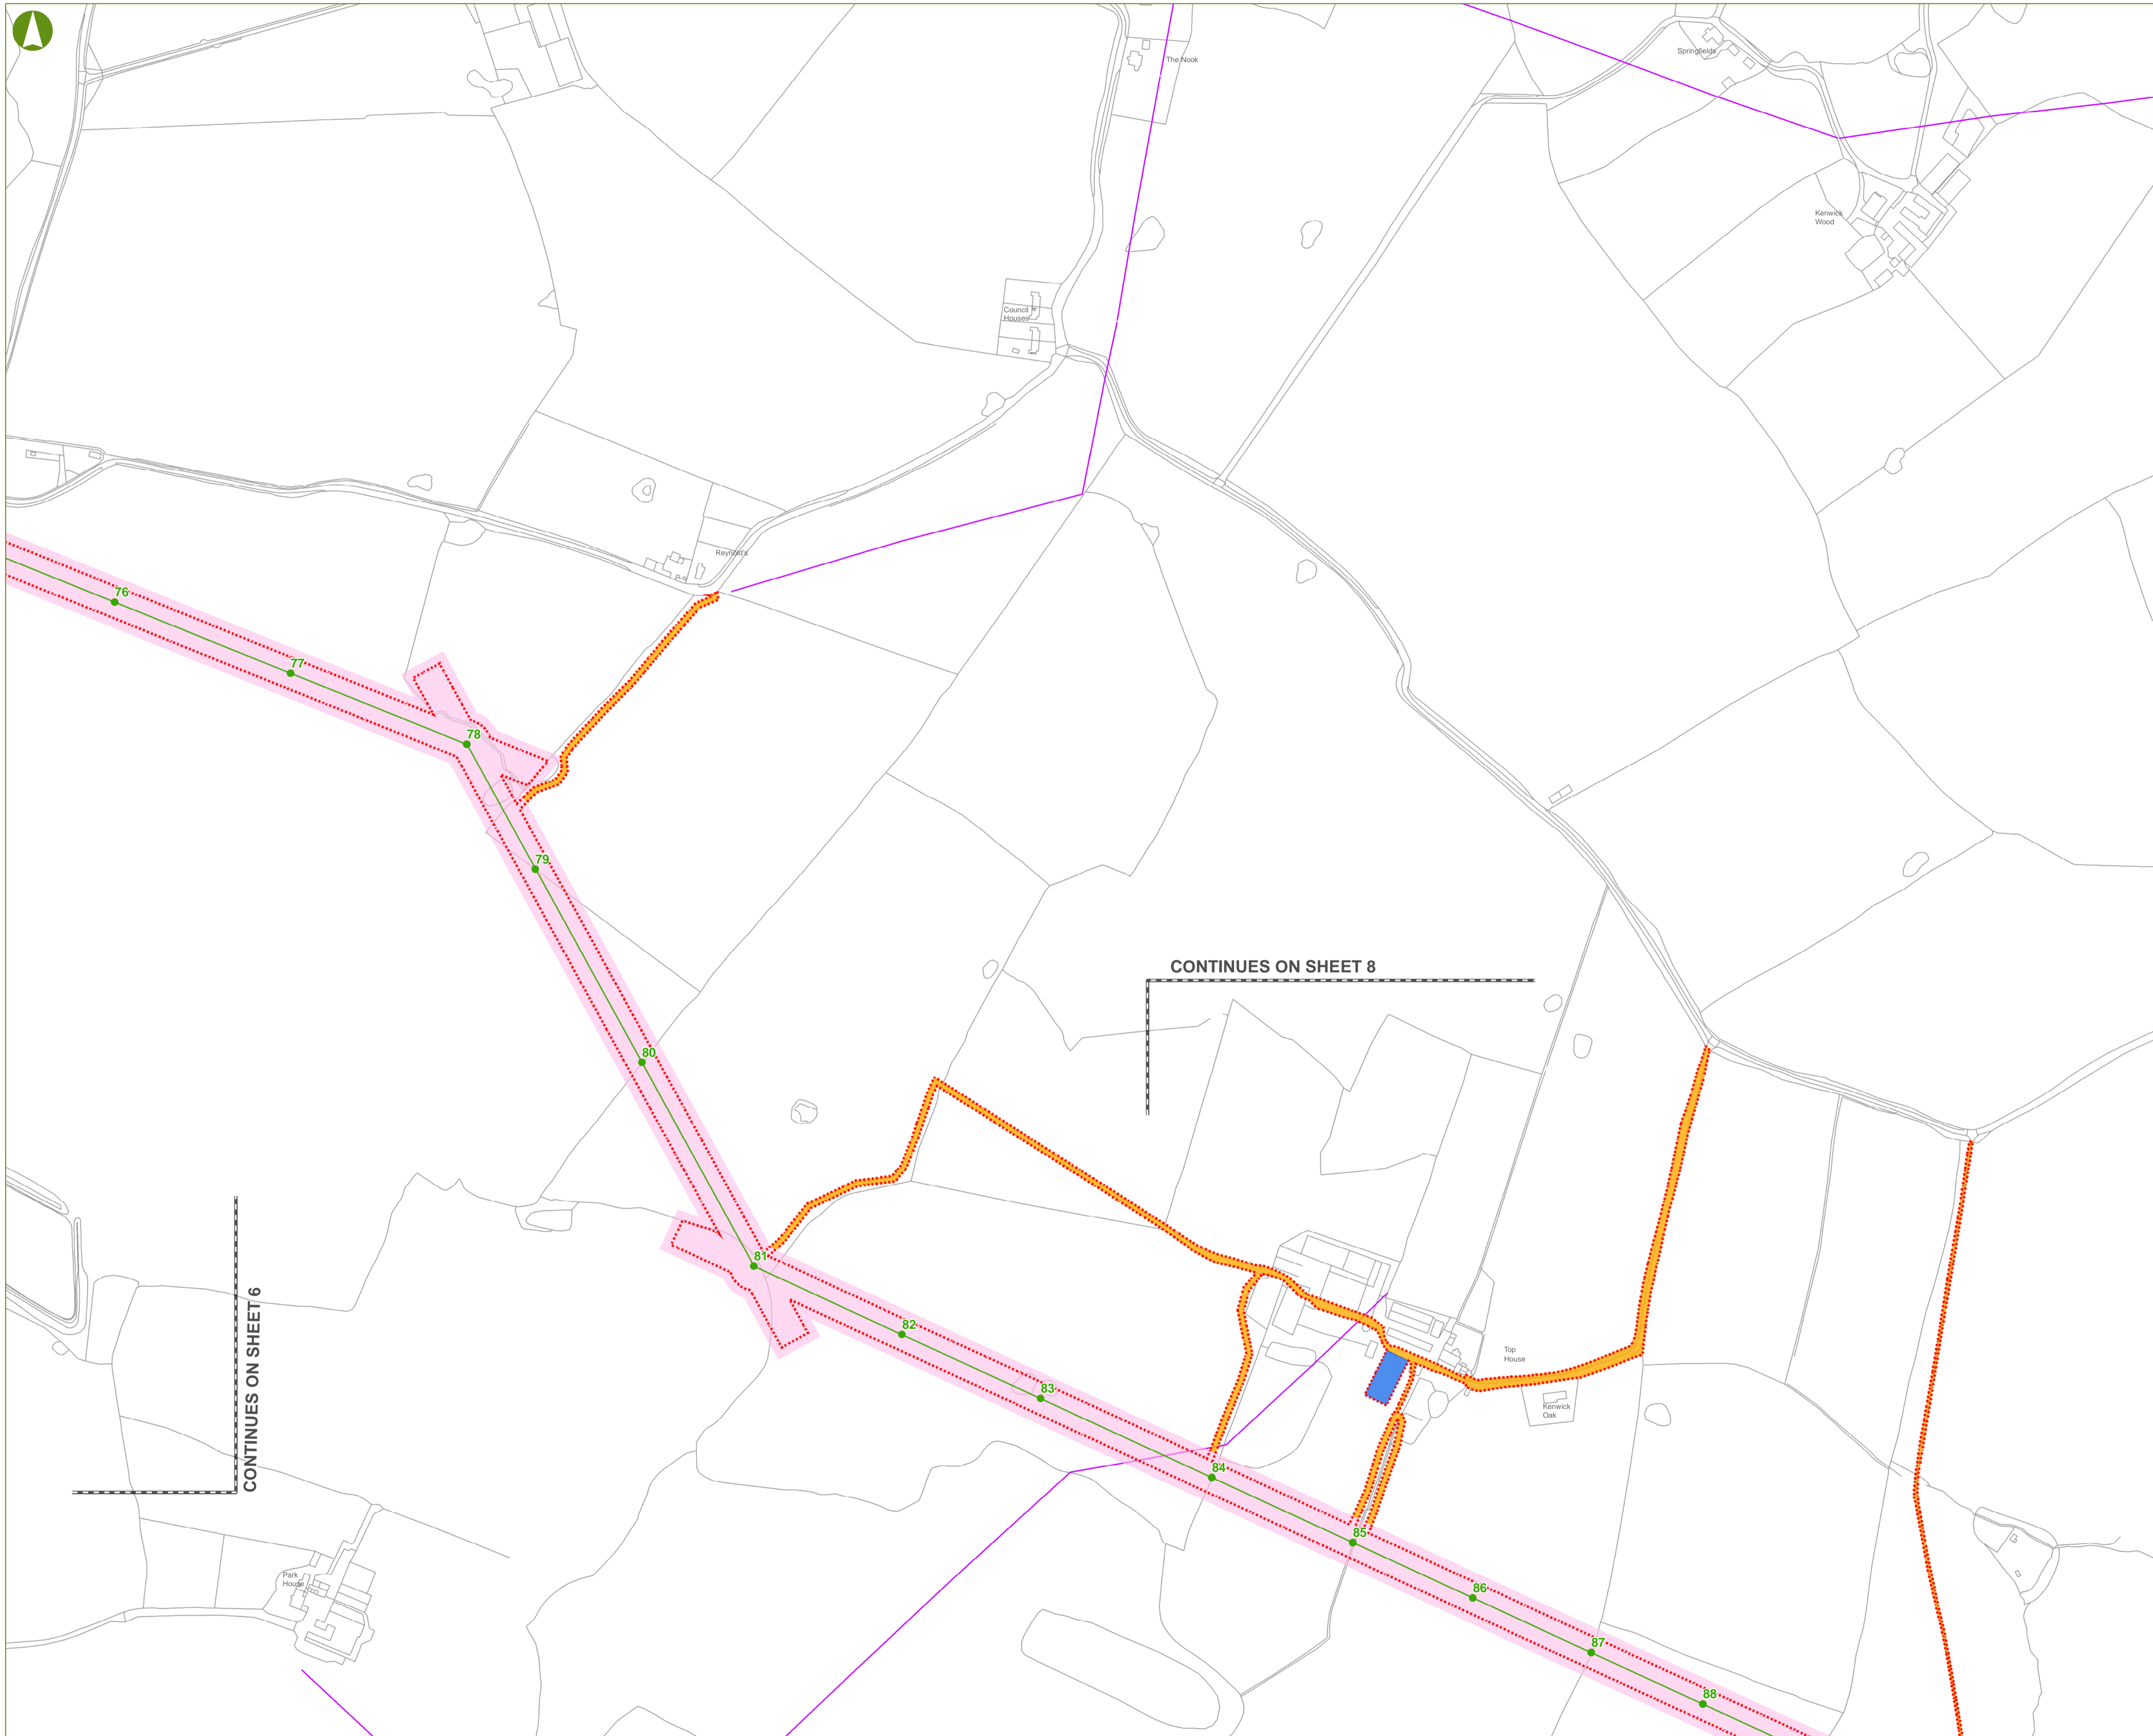 Springfields
The Nook
Kenwick
Wood
Council
Houses
Reynold's
76
77
78
79
CONTINUES ON SHEET 8
80
81
CONTINUES ON SHEET 6
82
Top
House
83
Kenwick
Oak
84
85
Park
House
86
87
88